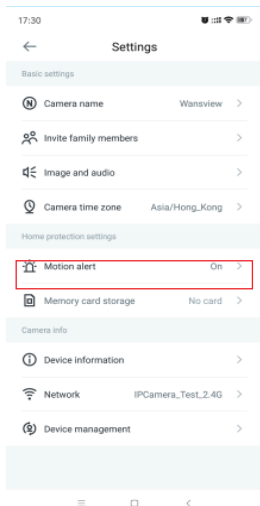 17:30
Settings
Basic settings
Camera name Wansview
Invite family members
Image and audio
Camera time zone Asia/Hong_Kong
Home protection settings
Motion alert On
Memory card storage No card
Camera info
Device information
Network IPCamera_Test_2.4G
Device management